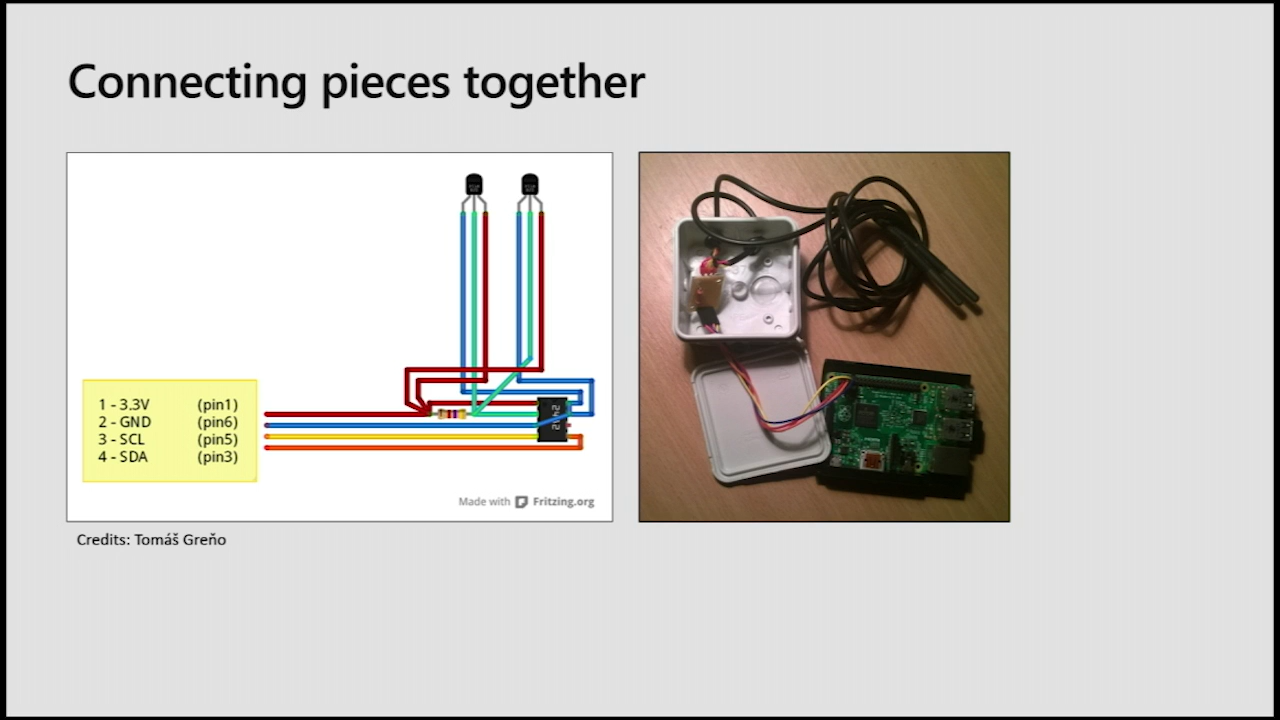 Connecting pieces together
1 - 3,3V (pin1)
2 - GND (pin6)
3 - SCL (pin5)
4 - SDA (pin3)
Made with Fritzing.org
Credits: Tomáš Greňo